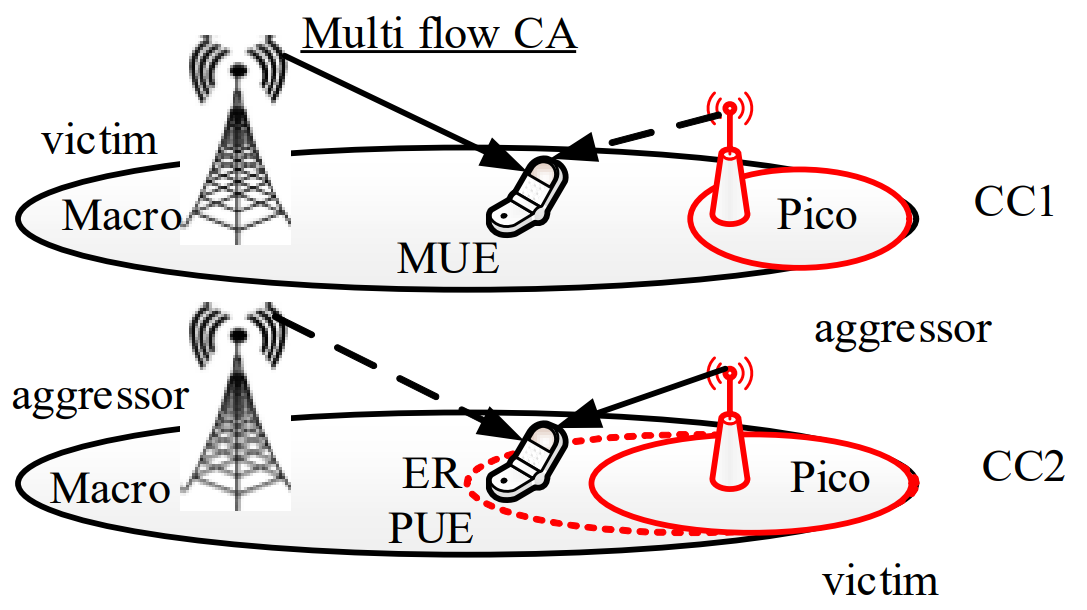 Multi flow CA
victim
Macro
MUE
Pico
CC1
aggressor
aggressor
Macro
ER
PUE
Pico
CC2
victim